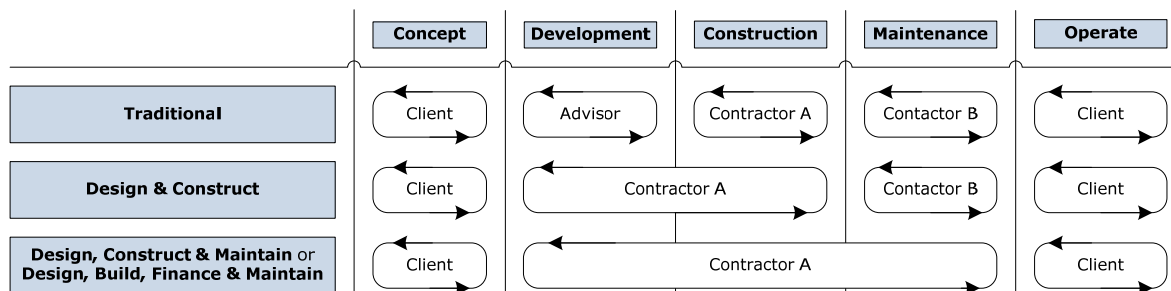 Concept Development Construction Maintenance Operate
Traditional Client Advisor Contractor A Contactor B Client
Design & Construct Client Contractor A Contactor B Client
Design, Construct & Maintain or
Design, Build, Finance & Maintain
Client Contractor A Client